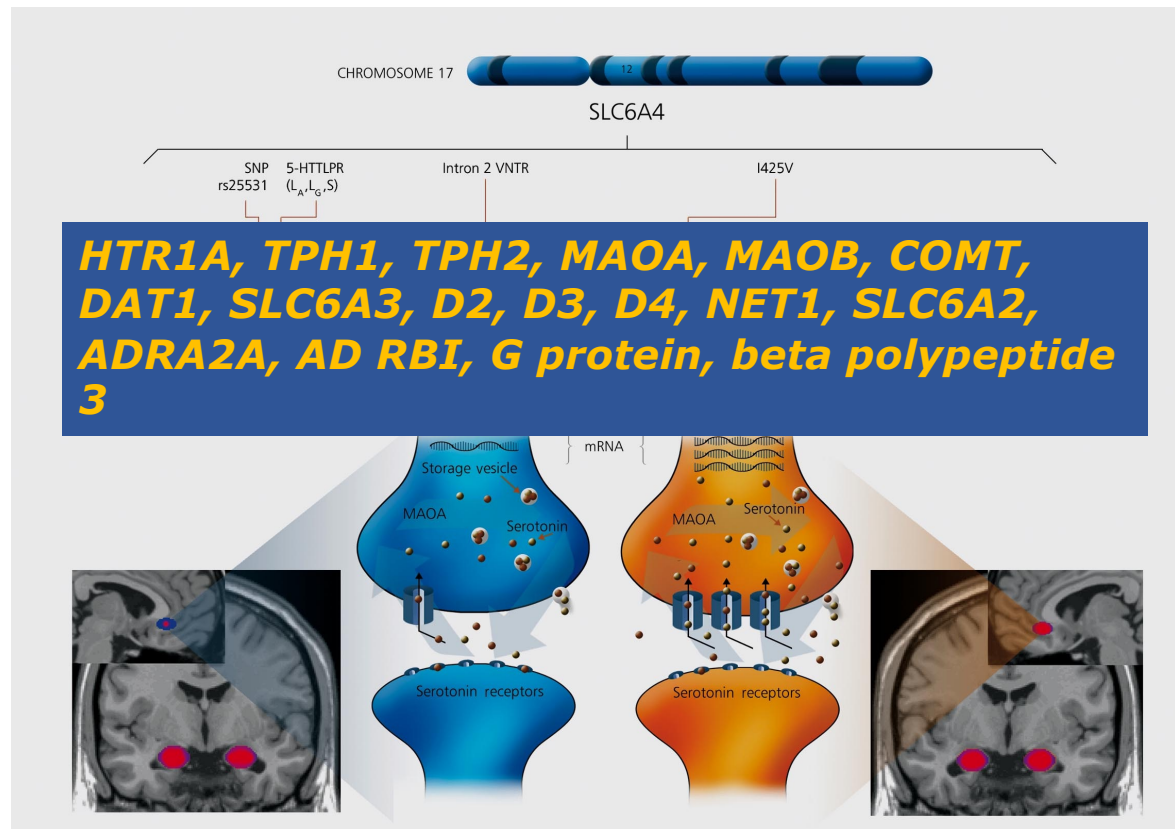 CHROMOSOME 17
12
SLC6A4
SNP 5-HTTLPR Intron 2 VNTR I425V
rs25531 (LA,LG,S)
HTR1A, TPH1, TPH2, MAOA, MAOB, COMT,
DAT1, SLC6A3, D2, D3, D4, NET1, SLC6A2,
ADRA2A, AD RBI, G protein, beta polypeptide
3
mRNA
Storage vesicle
MAOA
Serotonin
MAOA
Serotonin
Serotonin receptors
Serotonin receptors